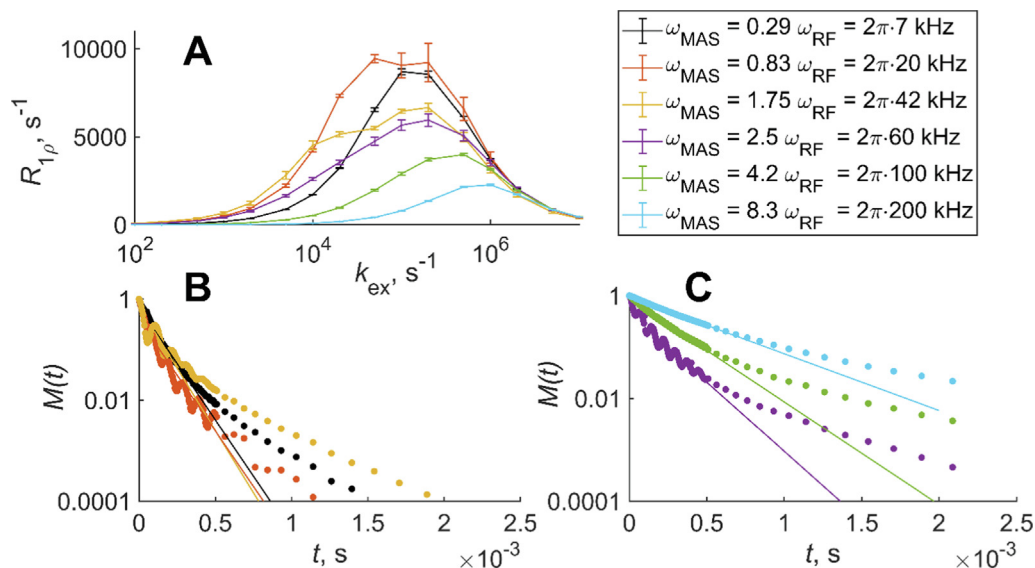 A
10000
5000
0
R1ρ, s-1
10^2
10^4
10^6
kex, s-1
ωMAS = 0.29 ωRF = 2π·7 kHz
ωMAS = 0.83 ωRF = 2π·20 kHz
ωMAS = 1.75 ωRF = 2π·42 kHz
ωMAS = 2.5 ωRF = 2π·60 kHz
ωMAS = 4.2 ωRF = 2π·100 kHz
ωMAS = 8.3 ωRF = 2π·200 kHz
B
1
0.01
0.0001
M(t)
0 0.5 1 1.5 2 2.5
t, s
×10^-3
C
1
0.01
0.0001
M(t)
0 0.5 1 1.5 2 2.5
t, s
×10^-3